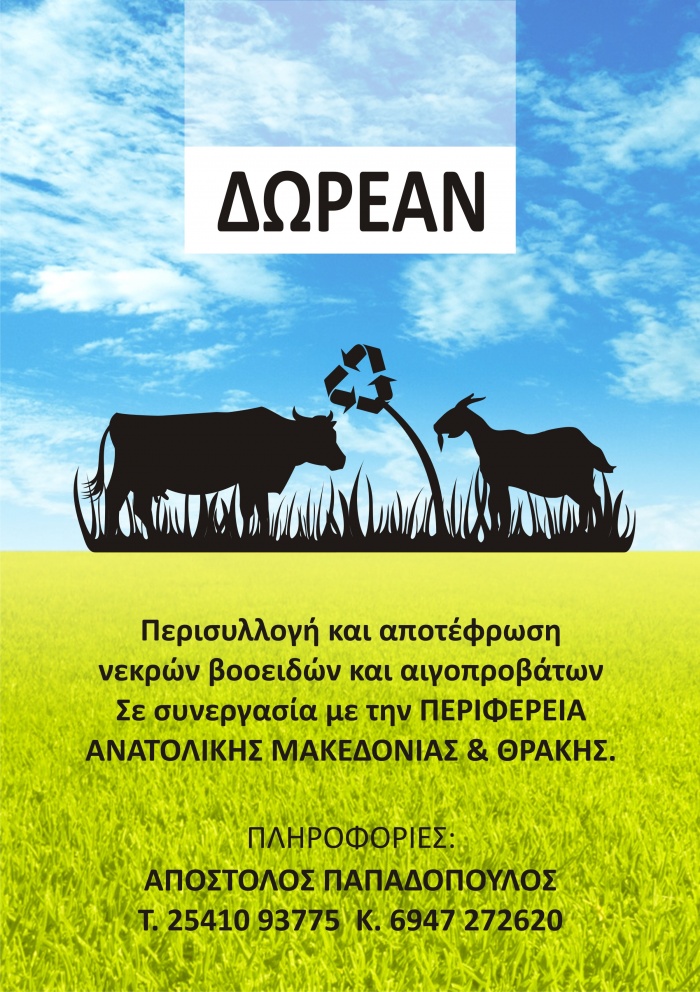 ΔΩΡΕΑΝ
Περισυλλογή και αποτέφρωση
νεκρών βοοειδών και αιγοπροβάτων
Σε συνεργασία με την ΠΕΡΙΦΕΡΕΙΑ
ΑΝΑΤΟΛΙΚΗΣ ΜΑΚΕΔΟΝΙΑΣ & ΘΡΑΚΗΣ.
ΠΛΗΡΟΦΟΡΙΕΣ:
ΑΠΟΣΤΟΛΟΣ ΠΑΠΑΔΟΠΟΥΛΟΣ
Τ. 25410 93775 Κ. 6947 272620